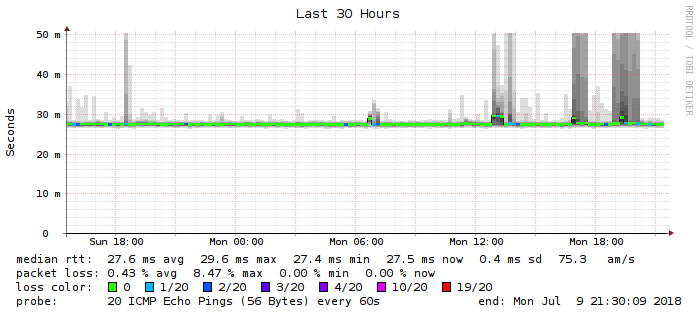 Last 30 Hours
RRDTOOL / TOBI OETIKER
Seconds
50 m
40 m
30 m
20 m
10 m
0
Sun 18:00 Mon 00:00 Mon 06:00 Mon 12:00 Mon 18:00
median rtt: 27.6 ms avg 29.6 ms max 27.4 ms min 27.5 ms now 0.4 ms sd 75.3 am/s
packet loss: 0.43 % avg 8.47 % max 0.00 % min 0.00 % now
loss color: 0 1/20 2/20 3/20 4/20 10/20 19/20
probe: 20 ICMP Echo Pings (56 Bytes) every 60s end: Mon Jul 9 21:30:09 2018